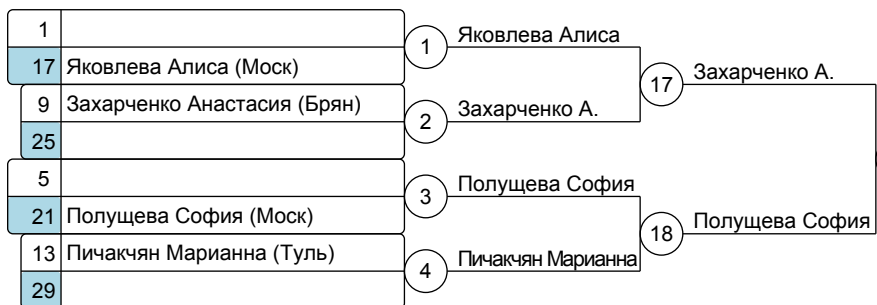 1
17 Яковлева Алиса (Моск)
1
Яковлева Алиса
9 Захарченко Анастасия (Брян)
25
2
Захарченко А.
17
Захарченко А.
5
21 Полущева София (Моск)
3
Полущева София
13 Пичакчян Марианна (Туль)
29
4
Пичакчян Марианна
18
Полущева София